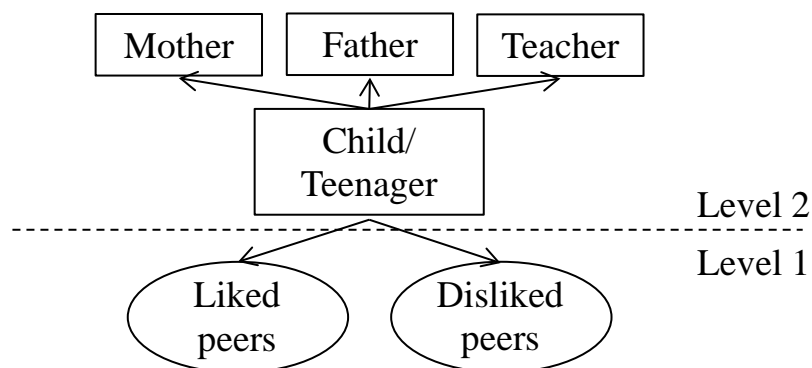 Mother
Father
Teacher
Child/
Teenager
Level 2
Level 1
Liked
peers
Disliked
peers